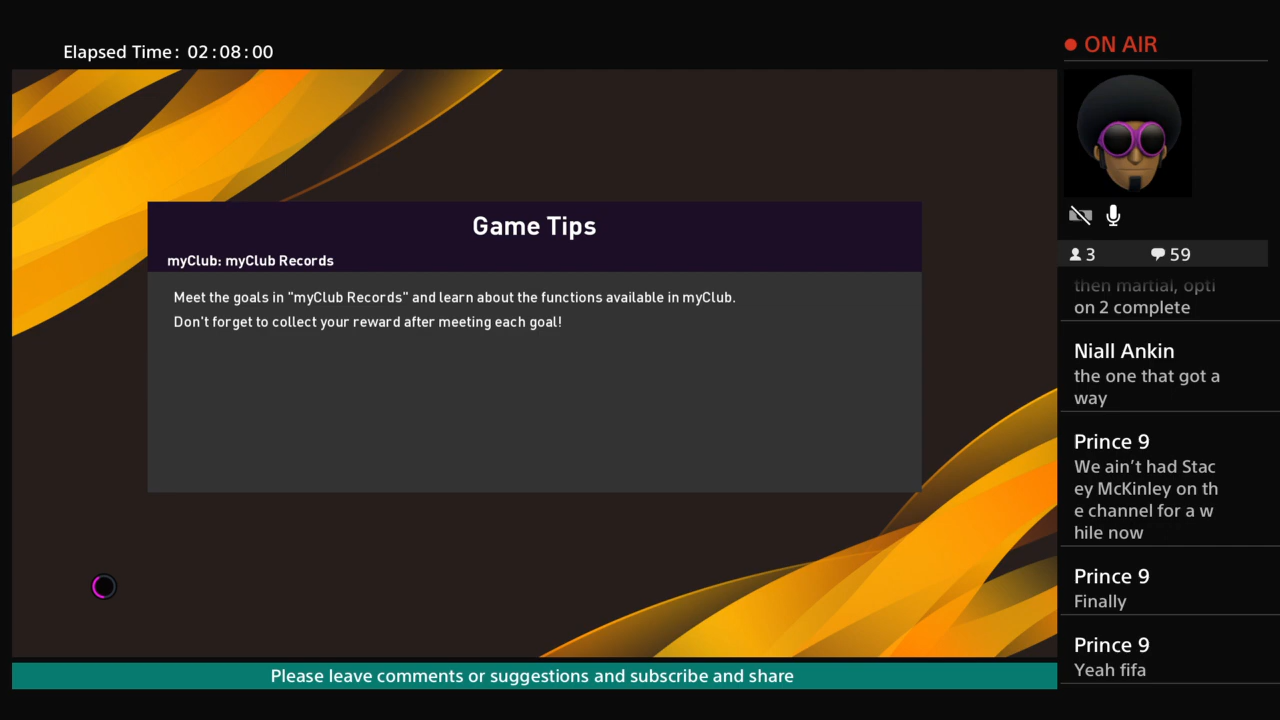 Elapsed Time: 02:08:00
ON AIR
Game Tips
myClub: myClub Records
Meet the goals in "myClub Records" and learn about the functions available in myClub.
Don't forget to collect your reward after meeting each goal!
3 59
then martial, opti
on 2 complete
Niall Ankin
the one that got a
way
Prince 9
We ain’t had Stac
ey McKinley on th
e channel for a w
hile now
Prince 9
Finally
Prince 9
Yeah fifa
Please leave comments or suggestions and subscribe and share